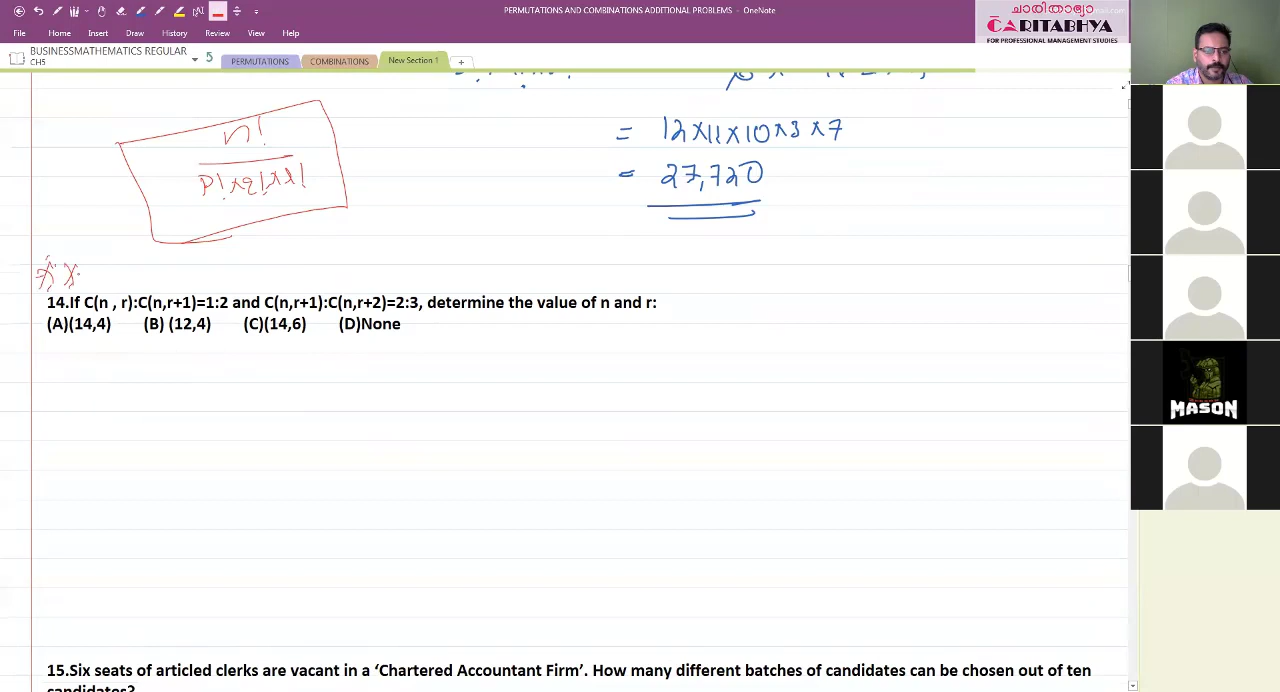 PERMUTATIONS AND COMBINATIONS ADDITIONAL PROBLEMS - OneNote
ചാരിതാഭ്യാ
CARITABHYA
FOR PROFESSIONAL MANAGEMENT STUDIES
File Home Insert Draw History Review View Help
BUSINESSMATHEMATICS REGULAR
CH5
PERMUTATIONS COMBINATIONS New Section 1
n!
p! x q! x r!
= 12 x 11 x 10 x 3 x 7
= 27,720
14.If C(n , r):C(n,r+1)=1:2 and C(n,r+1):C(n,r+2)=2:3, determine the value of n and r:
(A)(14,4) (B) (12,4) (C)(14,6) (D)None
MASON
15.Six seats of articled clerks are vacant in a ‘Chartered Accountant Firm’. How many different batches of candidates can be chosen out of ten
candidates?